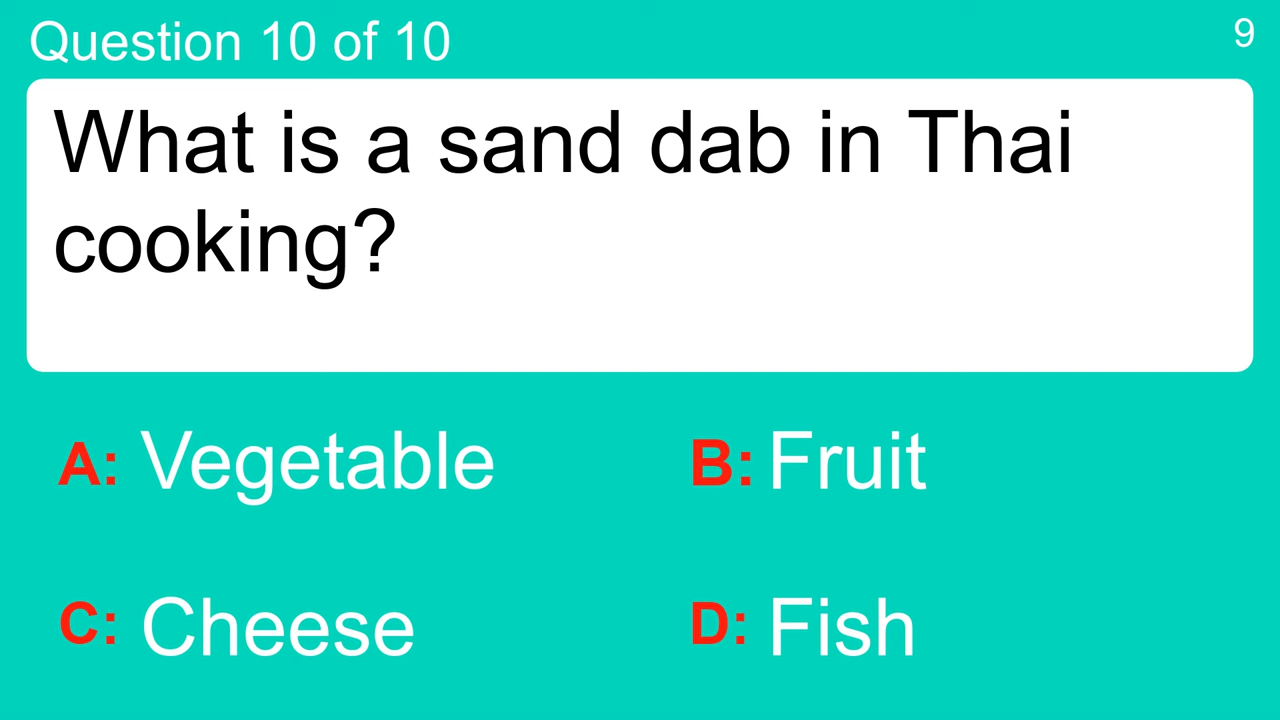 Question 10 of 10
9
What is a sand dab in Thai
cooking?
A: Vegetable
B: Fruit
C: Cheese
D: Fish